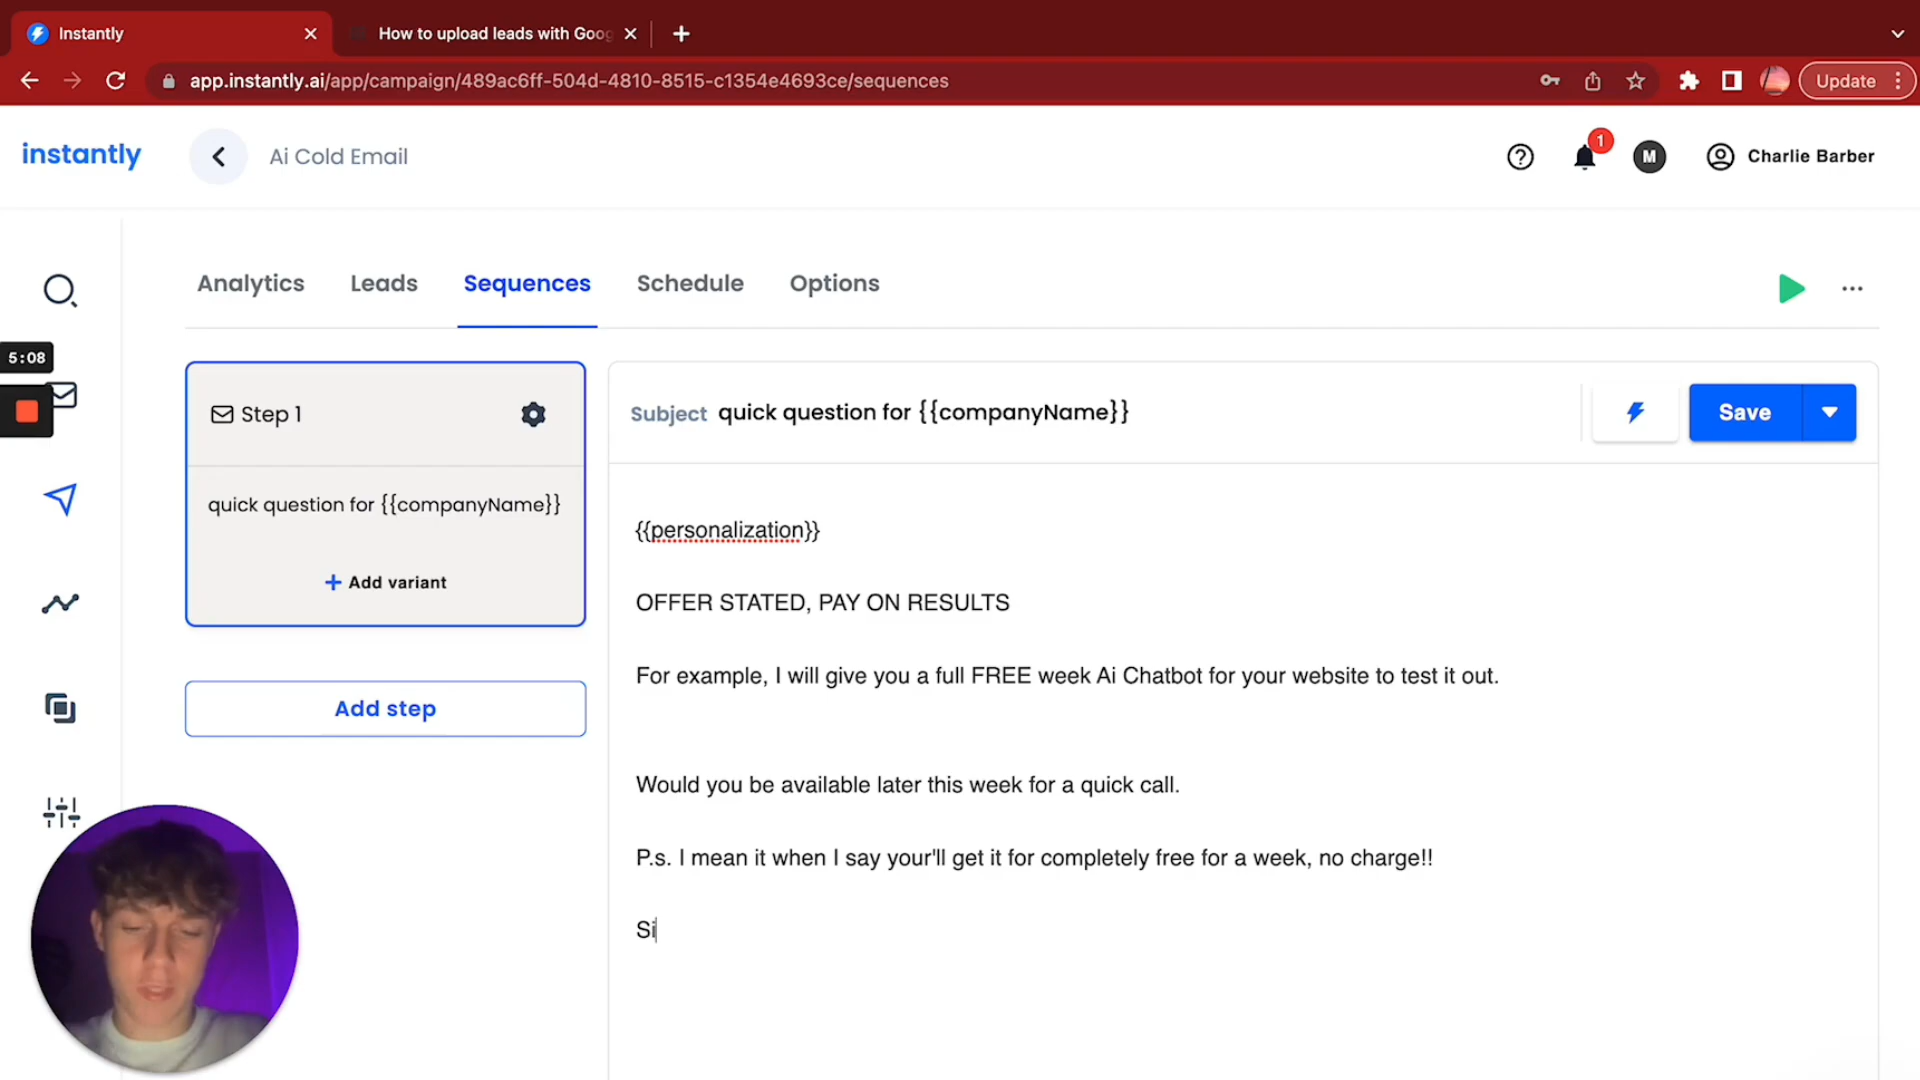 Instantly
How to upload leads with Goog
app.instantly.ai/app/campaign/489ac6ff-504d-4810-8515-c1354e4693ce/sequences
Update
instantly
Ai Cold Email
1
M
Charlie Barber
Analytics
Leads
Sequences
Schedule
Options
5:08
Step 1
quick question for {{companyName}}
Add variant
Add step
Subject quick question for {{companyName}}
Save
{{personalization}}
OFFER STATED, PAY ON RESULTS
For example, I will give you a full FREE week Ai Chatbot for your website to test it out.
Would you be available later this week for a quick call.
P.s. I mean it when I say your'll get it for completely free for a week, no charge!!
Si